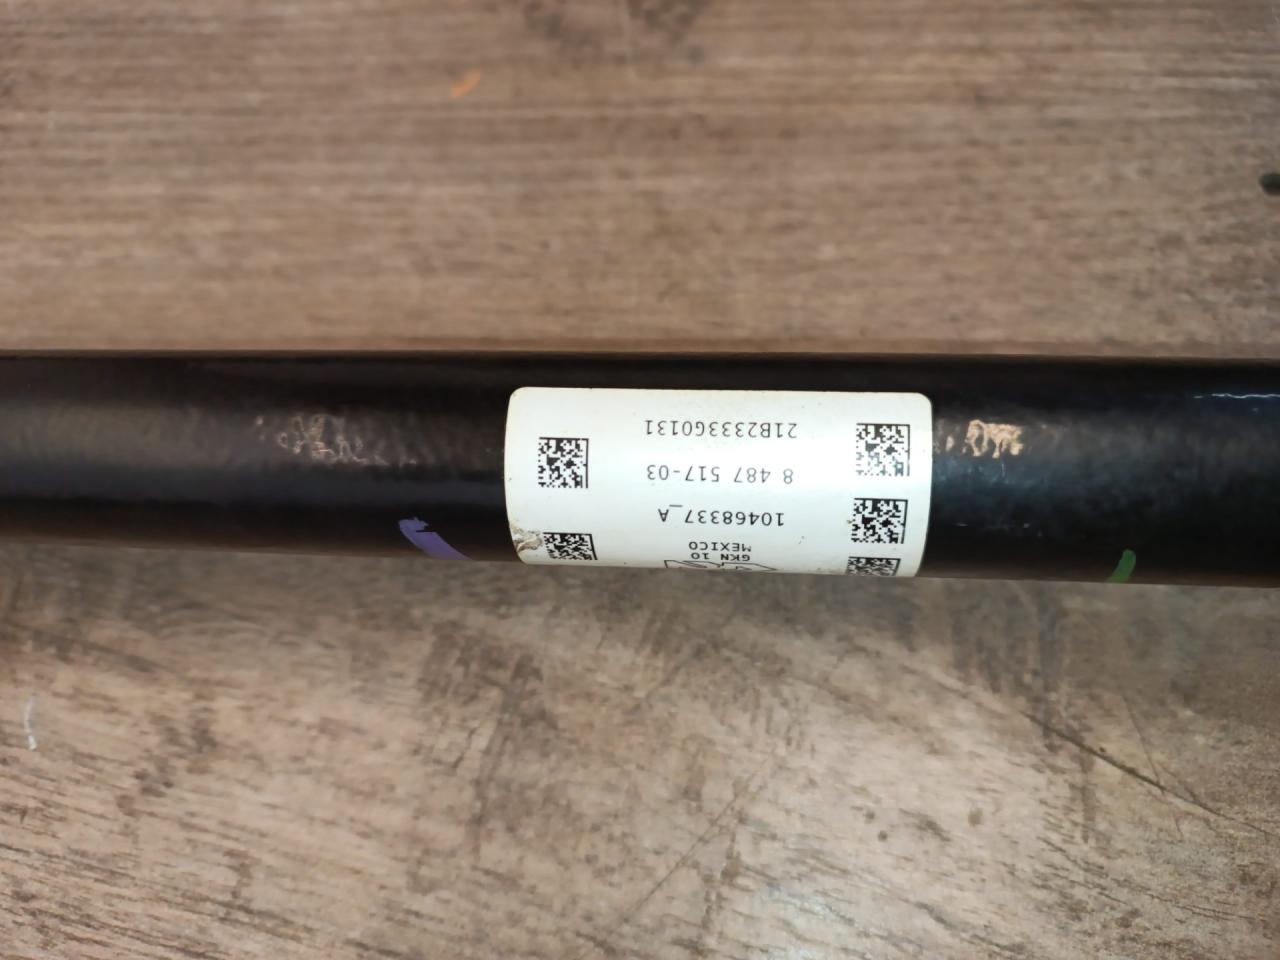 GKN 10
MEXICO
10468337_A
8 487 517-03
21B2333G0131